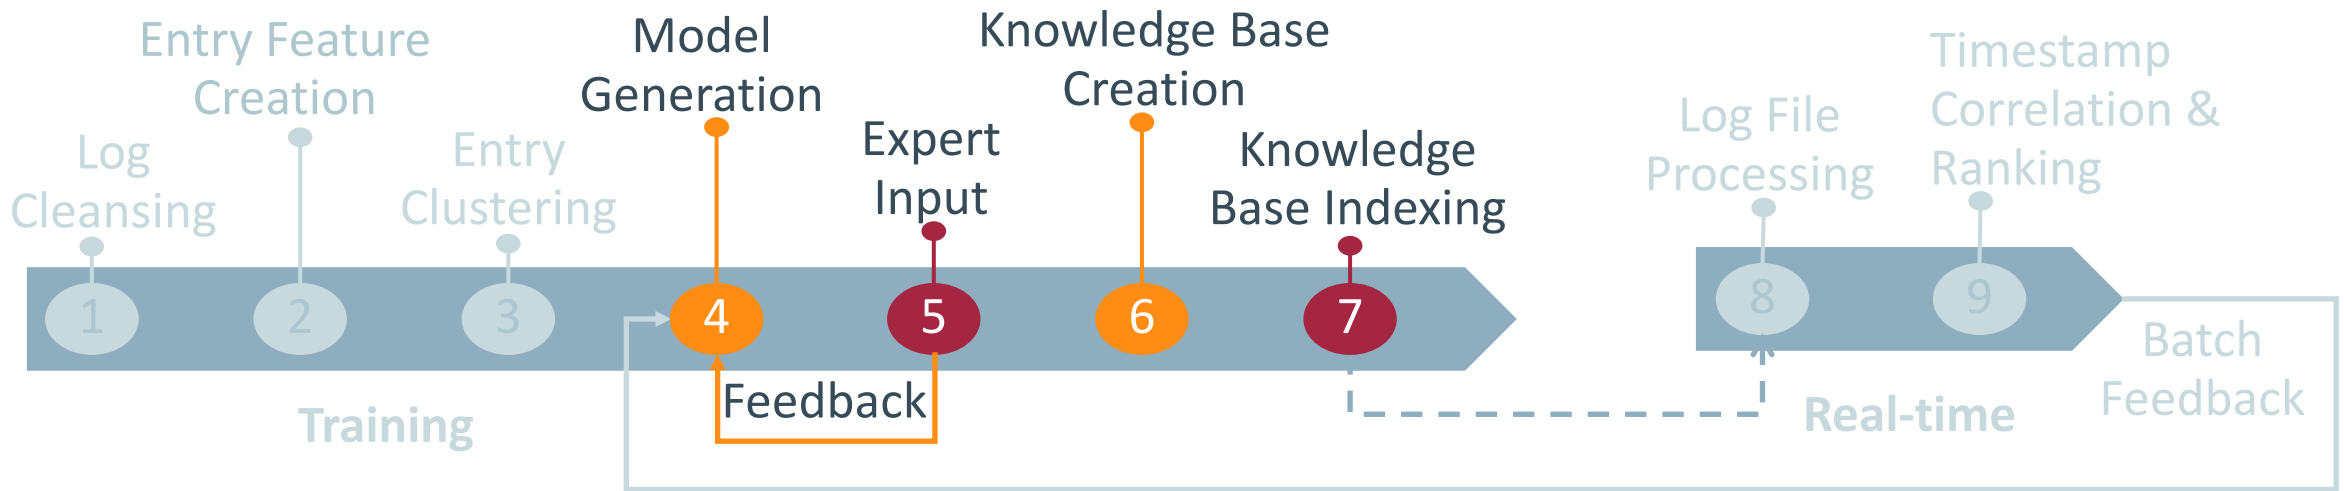 Log
Cleansing
Entry Feature
Creation
Entry
Clustering
Model
Generation
Expert
Input
Knowledge Base
Creation
Knowledge
Base Indexing
Log File
Processing
Timestamp
Correlation &
Ranking
1
2
3
4
5
6
7
8
9
Feedback
Training
Real-time
Batch
Feedback